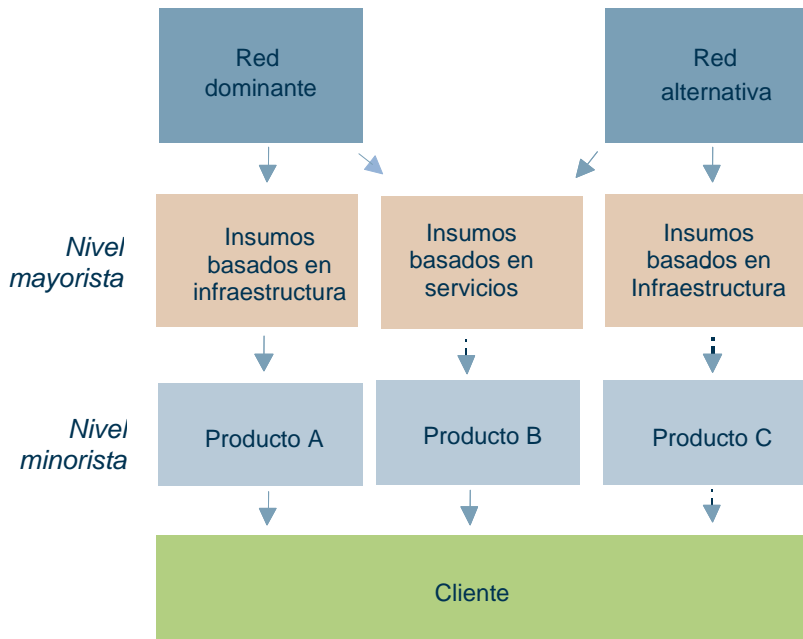 Red
dominante
Red
alternativa
Nivel
mayorista
Insumos
basados en
infraestructura
Insumos
basados en
servicios
Insumos
basados en
Infraestructura
Nivel
minorista
Producto A
Producto B
Producto C
Cliente